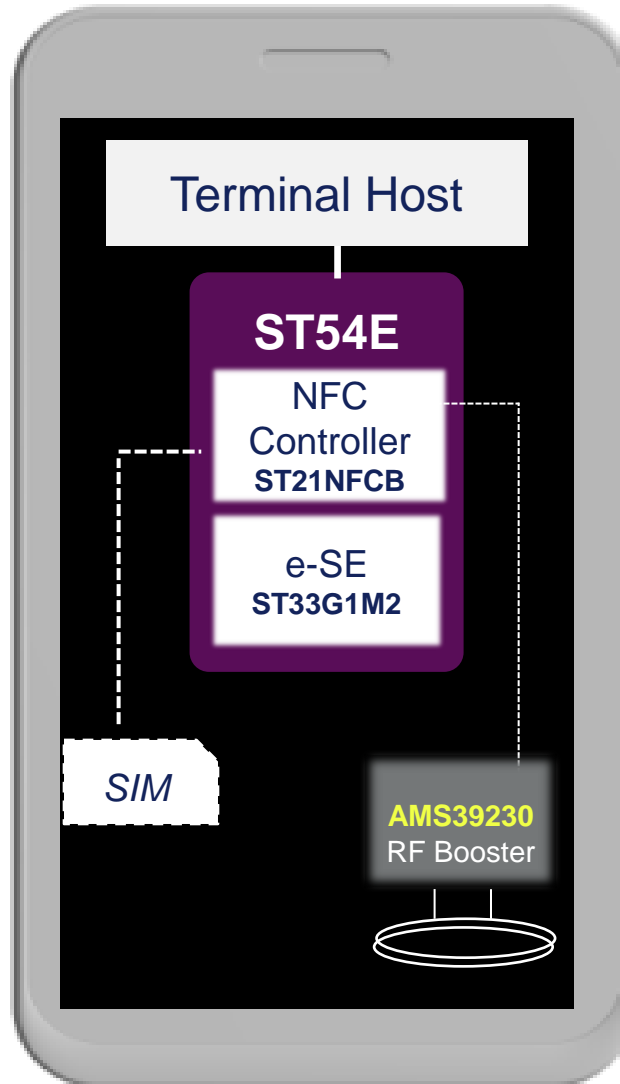 Terminal Host
ST54E
NFC
Controller
ST21NFCB
e-SE
ST33G1M2
SIM
AMS39230
RF Booster